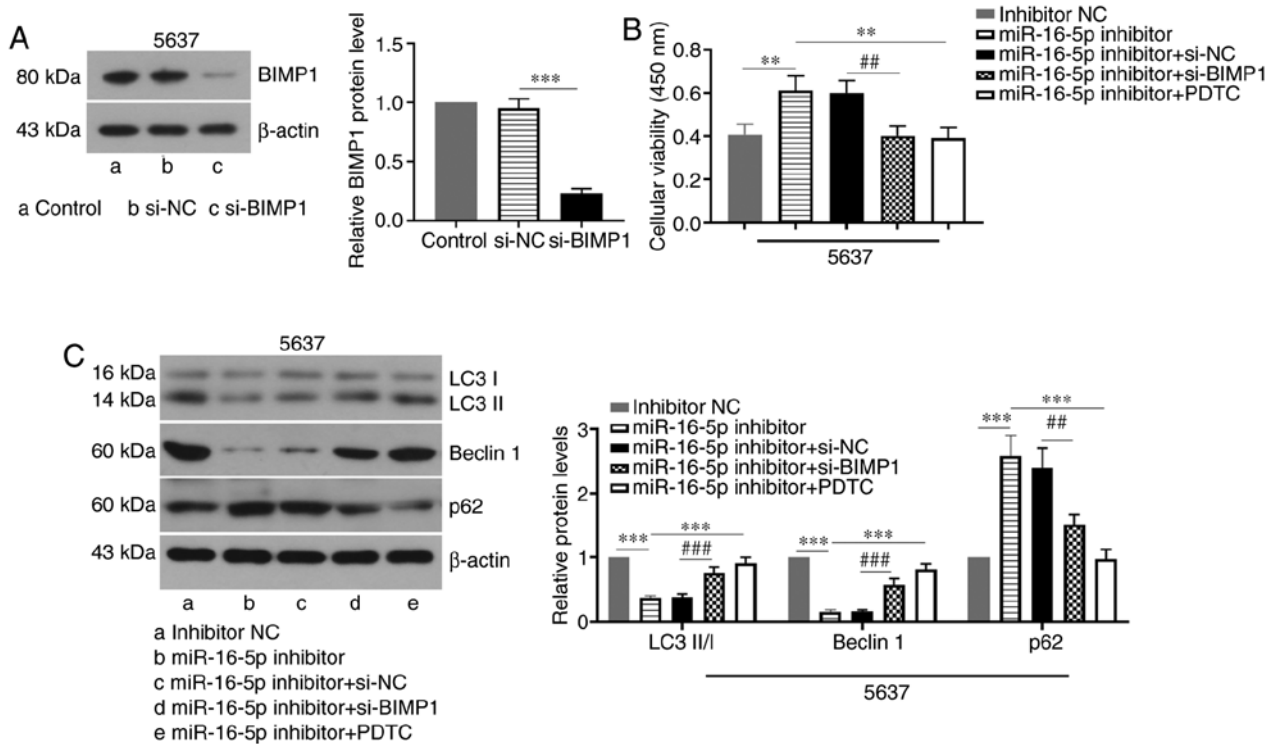 A
5637
80 kDa
BIMP1
43 kDa
β-actin
a b c
a Control b si-NC c si-BIMP1
Relative BIMP1 protein level
1.5
1.0
0.5
0.0
***
Control si-NC si-BIMP1
B
Cellular viability (450 nm)
0.8
0.6
0.4
0.2
0.0
**
**
##
5637
Inhibitor NC
miR-16-5p inhibitor
miR-16-5p inhibitor+si-NC
miR-16-5p inhibitor+si-BIMP1
miR-16-5p inhibitor+PDTC
C
5637
16 kDa
LC3 I
14 kDa
LC3 II
60 kDa
Beclin 1
60 kDa
p62
43 kDa
β-actin
a b c d e
a Inhibitor NC
b miR-16-5p inhibitor
c miR-16-5p inhibitor+si-NC
d miR-16-5p inhibitor+si-BIMP1
e miR-16-5p inhibitor+PDTC
Relative protein levels
3
2
1
0
Inhibitor NC
miR-16-5p inhibitor
miR-16-5p inhibitor+si-NC
miR-16-5p inhibitor+si-BIMP1
miR-16-5p inhibitor+PDTC
***
***
###
***
***
###
***
***
##
LC3 II/I Beclin 1 p62
5637